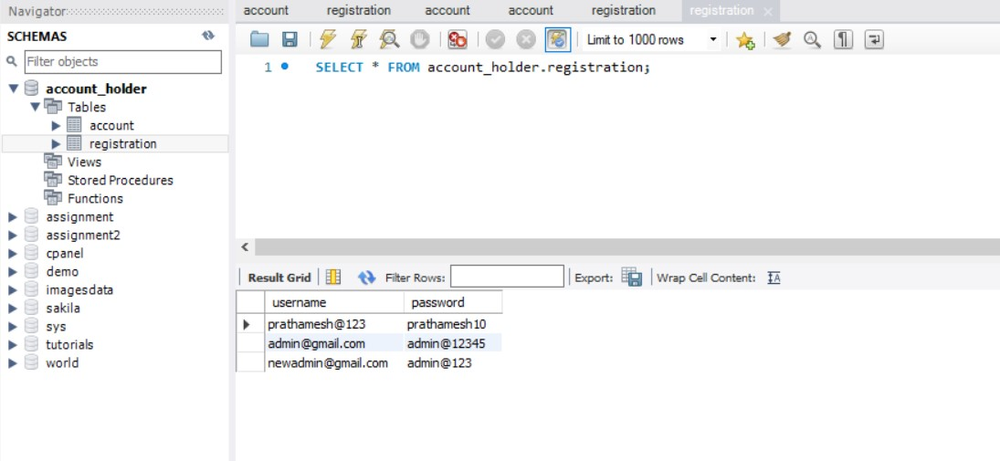 Navigator
SCHEMAS
Filter objects
account_holder
Tables
account
registration
Views
Stored Procedures
Functions
assignment
assignment2
cpanel
demo
imagesdata
sakila
sys
tutorials
world
account registration account account registration registration
Limit to 1000 rows
1 SELECT * FROM account_holder.registration;
Result Grid Filter Rows: Export: Wrap Cell Content:
username password
prathamesh@123 prathamesh10
admin@gmail.com admin@12345
newadmin@gmail.com admin@123